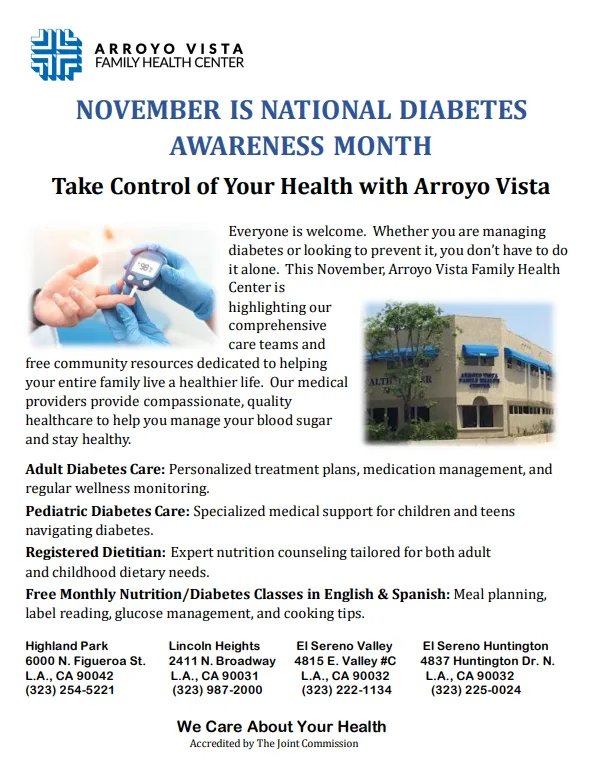 ARROYO VISTA
FAMILY HEALTH CENTER
NOVEMBER IS NATIONAL DIABETES
AWARENESS MONTH
Take Control of Your Health with Arroyo Vista
Everyone is welcome. Whether you are managing
diabetes or looking to prevent it, you don't have to do
it alone. This November, Arroyo Vista Family Health
Center is
highlighting our
comprehensive
care teams and
free community resources dedicated to helping
your entire family live a healthier life. Our medical
providers provide compassionate, quality
healthcare to help you manage your blood sugar
and stay healthy.
98
ARROYO VISTA
FAMILY HEALTH
CENTER
Adult Diabetes Care: Personalized treatment plans, medication management, and
regular wellness monitoring.
Pediatric Diabetes Care: Specialized medical support for children and teens
navigating diabetes.
Registered Dietitian: Expert nutrition counseling tailored for both adult
and childhood dietary needs.
Free Monthly Nutrition/Diabetes Classes in English & Spanish: Meal planning,
label reading, glucose management, and cooking tips.
Highland Park
6000 N. Figueroa St.
L.A., CA 90042
(323) 254-5221
Lincoln Heights
2411 N. Broadway
L.A., CA 90031
(323) 987-2000
El Sereno Valley
4815 E. Valley #C
L.A., CA 90032
(323) 222-1134
El Sereno Huntington
4837 Huntington Dr. N.
L.A., CA 90032
(323) 225-0024
We Care About Your Health
Accredited by The Joint Commission